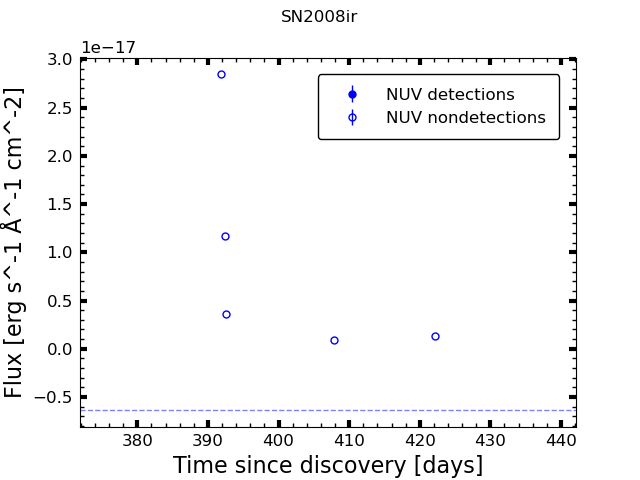 SN2008ir
1e−17
3.0
2.5
2.0
1.5
1.0
0.5
0.0
−0.5
Flux [erg s^-1 Å^-1 cm^-2]
NUV detections
NUV nondetections
380 390 400 410 420 430 440
Time since discovery [days]